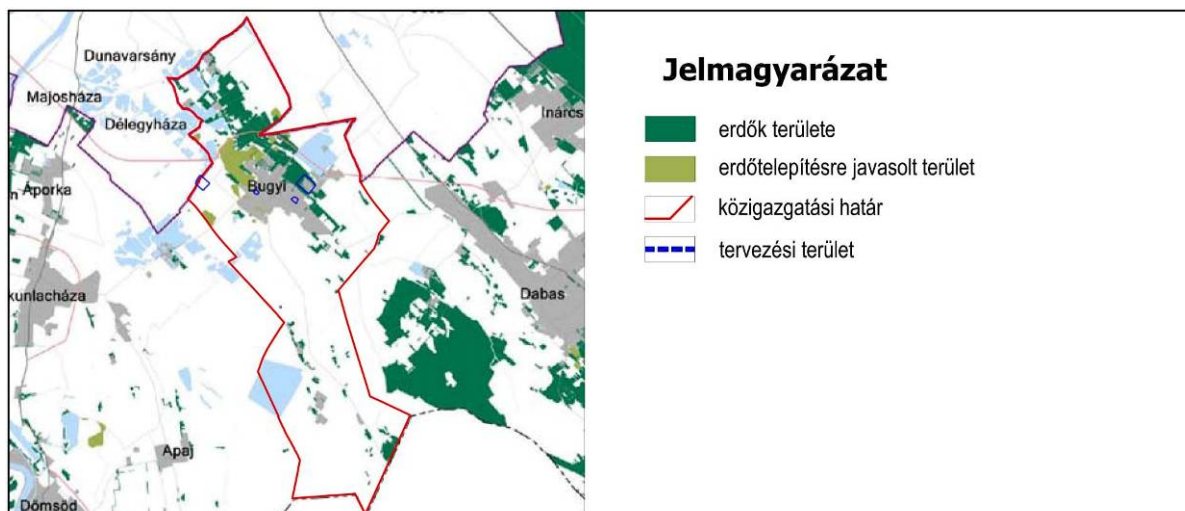 Dunavarsány
Majosháza
Délegyháza
Inárcs
Áporka
Bugyi
Dabas
kunlacháza
Apaj
Dömsöd
Jelmagyarázat
erdők területe
erdőtelepítésre javasolt terület
közigazgatási határ
tervezési terület